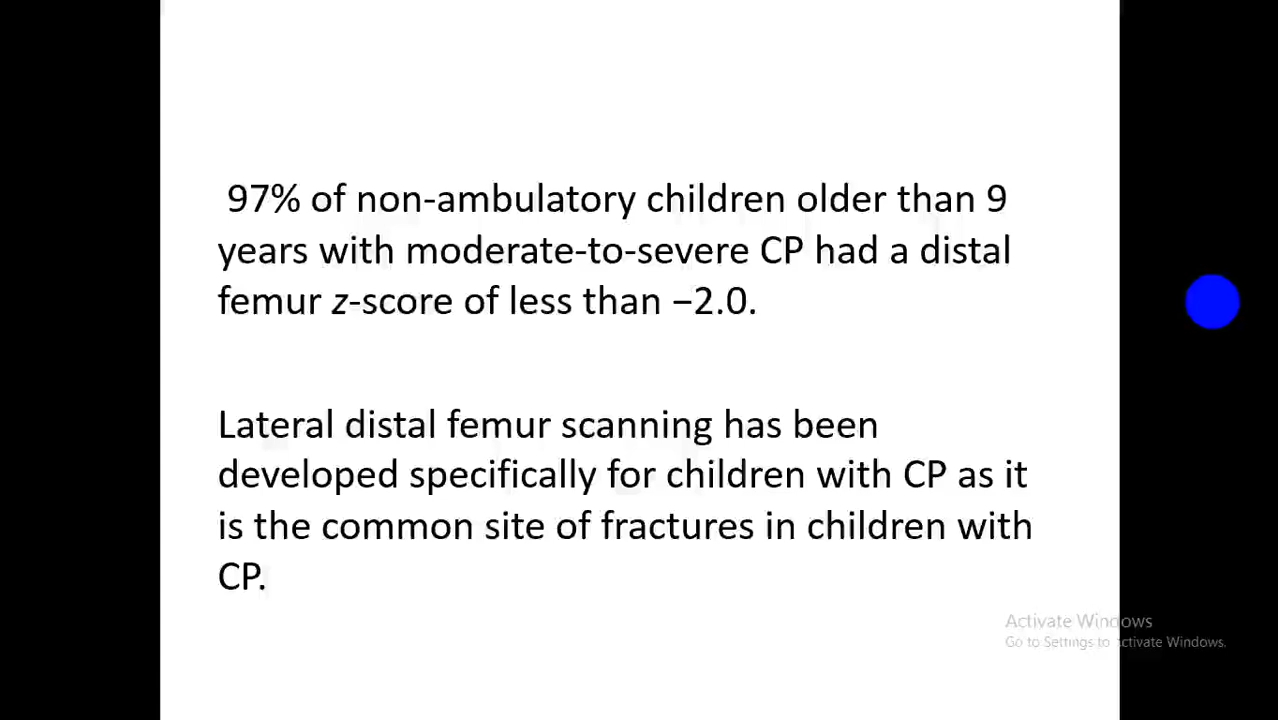 97% of non-ambulatory children older than 9
years with moderate-to-severe CP had a distal
femur z-score of less than −2.0.
Lateral distal femur scanning has been
developed specifically for children with CP as it
is the common site of fractures in children with
CP.
Activate Windows
Go to Settings to activate Windows.